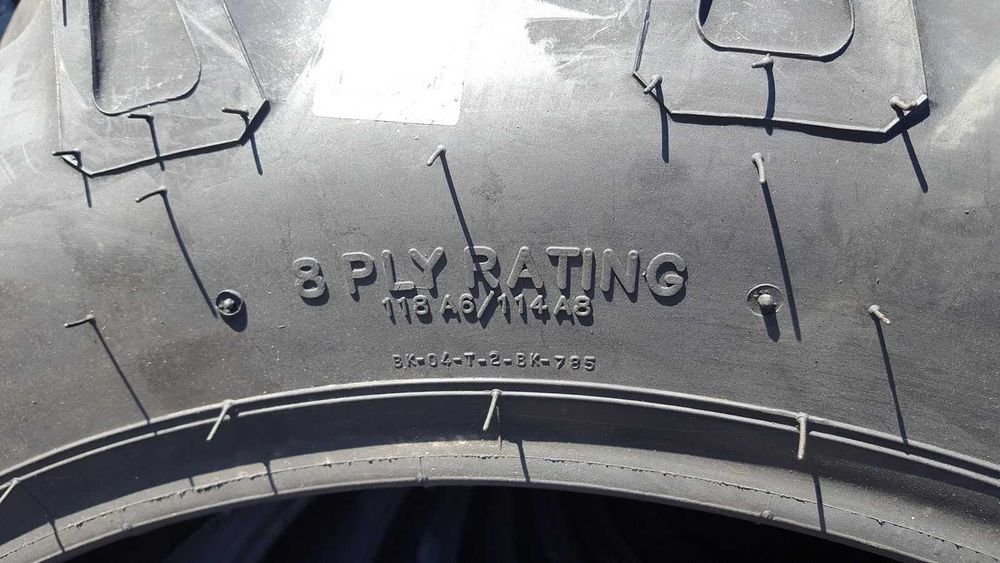 8 PLY RATING
118 A6/114 A8
BK-04-T-2-BK-785